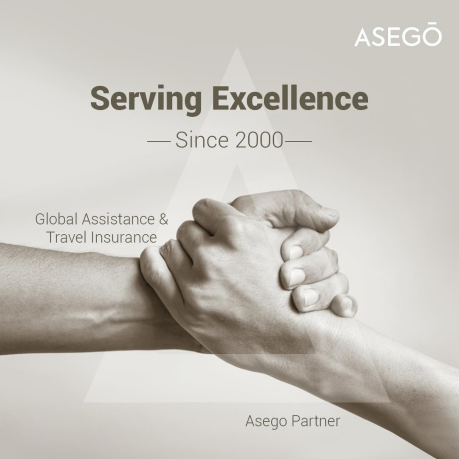 ASEGŌ
Serving Excellence
Since 2000
Global Assistance &
Travel Insurance
Asego Partner